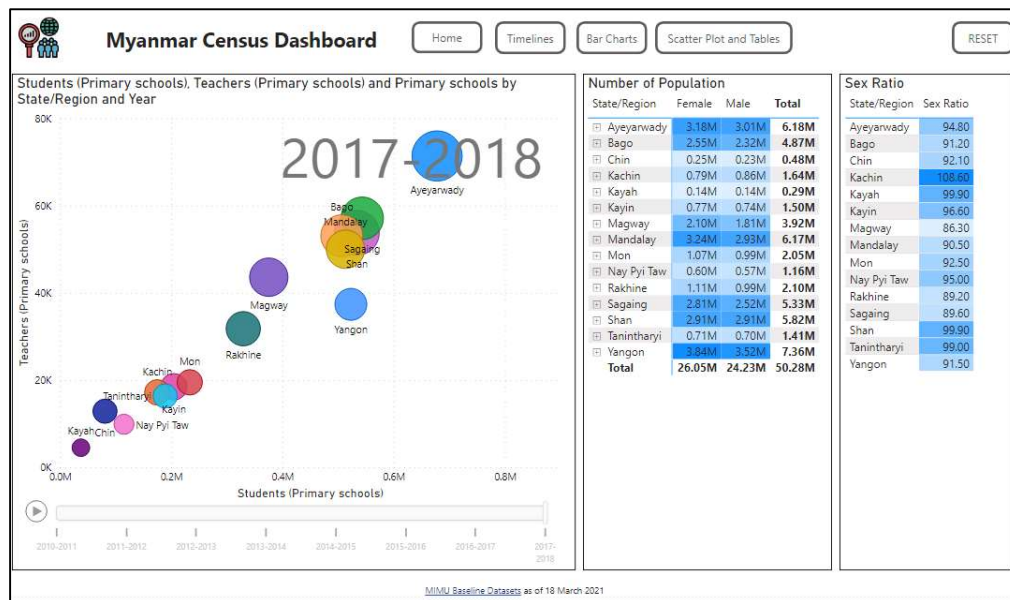 Myanmar Census Dashboard
Home
Timelines
Bar Charts
Scatter Plot and Tables
RESET
Students (Primary schools), Teachers (Primary schools) and Primary schools by
State/Region and Year
80K
60K
40K
20K
0K
Teachers (Primary schools)
2017-2018
Ayeyarwady
Bago
Mandalay
Sagaing
Shan
Magway
Yangon
Rakhine
Mon
Kachin
Tanintharyi
Kayin
Nay Pyi Taw
Kayah
Chin
0.0M
0.2M
0.4M
0.6M
0.8M
Students (Primary schools)
2010-2011
2011-2012
2012-2013
2013-2014
2014-2015
2015-2016
2016-2017
2017-
2018
Number of Population
State/Region Female Male Total
Ayeyarwady 3.18M 3.01M 6.18M
Bago 2.55M 2.32M 4.87M
Chin 0.25M 0.23M 0.48M
Kachin 0.79M 0.86M 1.64M
Kayah 0.14M 0.14M 0.29M
Kayin 0.77M 0.74M 1.50M
Magway 2.10M 1.81M 3.92M
Mandalay 3.24M 2.93M 6.17M
Mon 1.07M 0.99M 2.05M
Nay Pyi Taw 0.60M 0.57M 1.16M
Rakhine 1.11M 0.99M 2.10M
Sagaing 2.81M 2.52M 5.33M
Shan 2.91M 2.91M 5.82M
Tanintharyi 0.71M 0.70M 1.41M
Yangon 3.84M 3.52M 7.36M
Total 26.05M 24.23M 50.28M
Sex Ratio
State/Region Sex Ratio
Ayeyarwady 94.80
Bago 91.20
Chin 92.10
Kachin 108.60
Kayah 99.90
Kayin 96.60
Magway 86.30
Mandalay 90.50
Mon 92.50
Nay Pyi Taw 95.00
Rakhine 89.20
Sagaing 89.60
Shan 99.90
Tanintharyi 99.00
Yangon 91.50
MIMU Baseline Datasets as of 18 March 2021